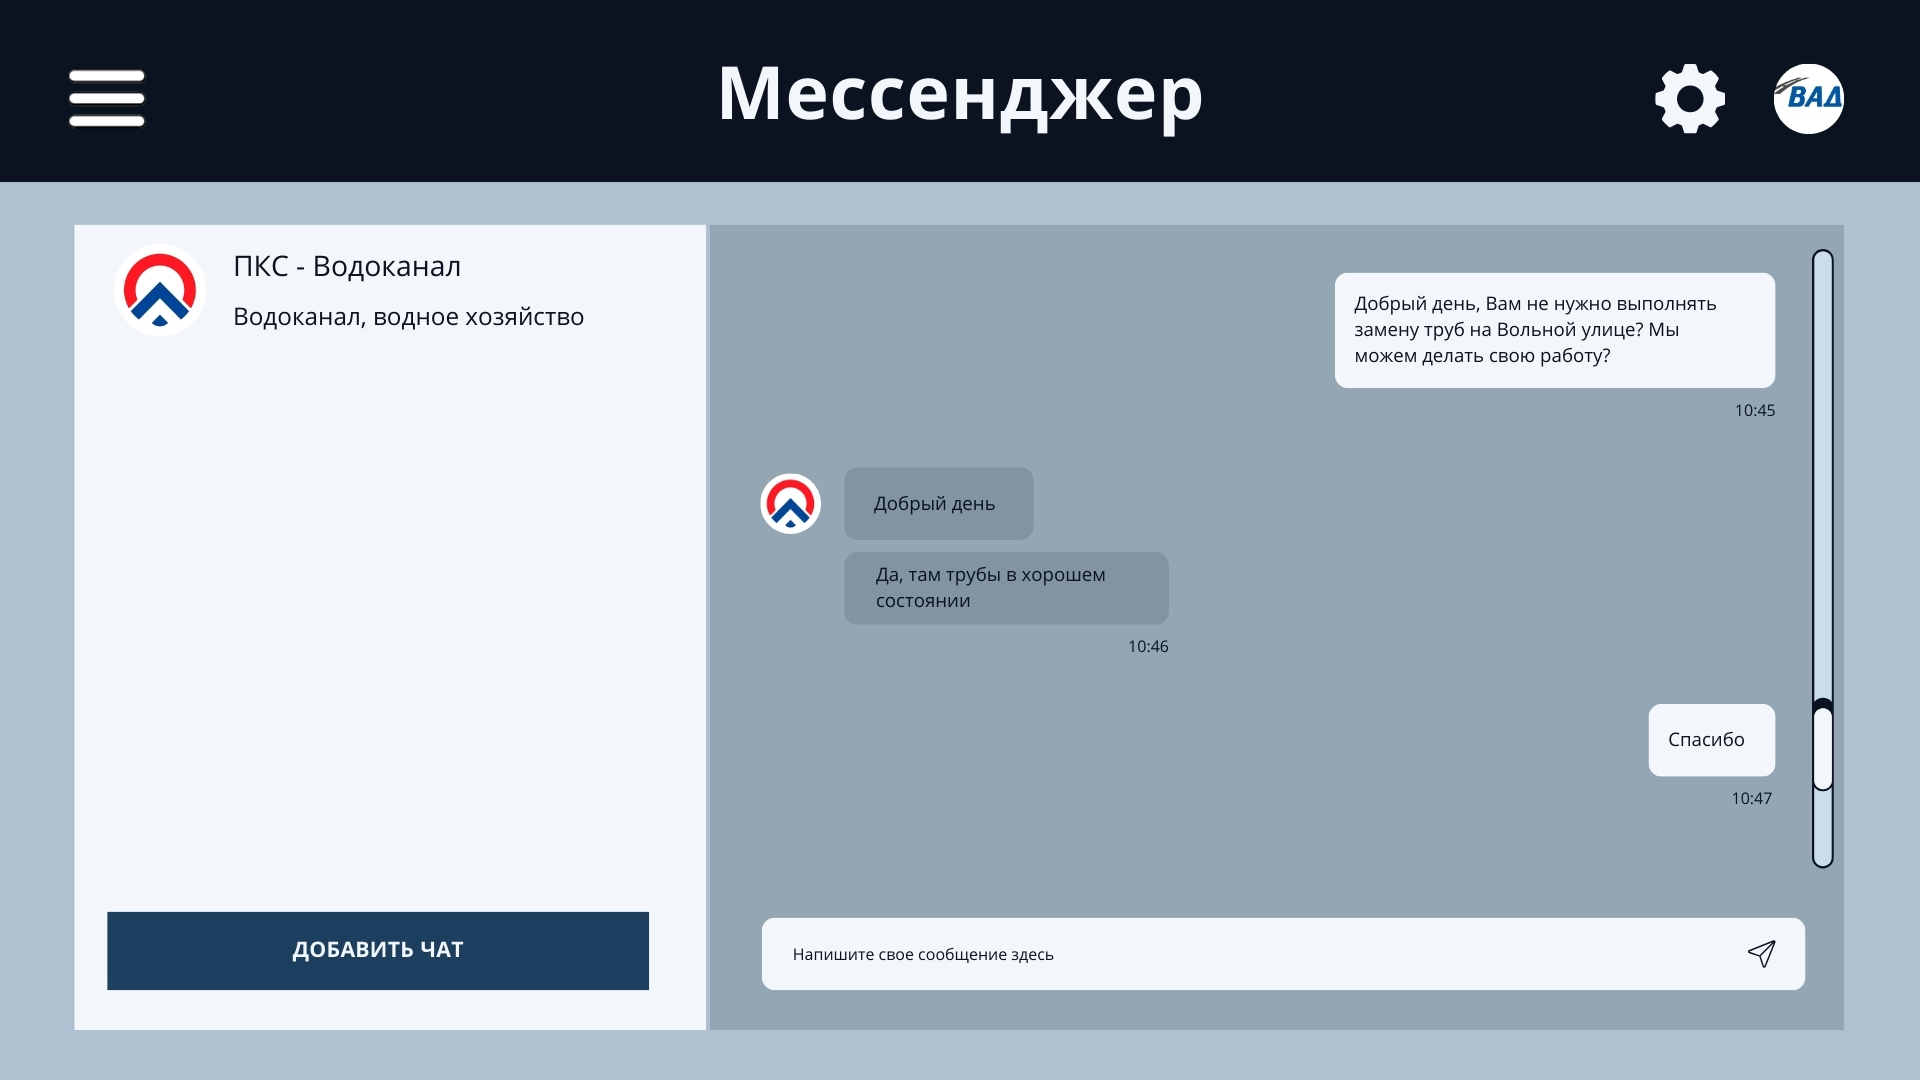 Мессенджер
ВАД
ПКС - Водоканал
Водоканал, водное хозяйство
ДОБАВИТЬ ЧАТ
Добрый день, Вам не нужно выполнять
замену труб на Вольной улице? Мы
можем делать свою работу?
10:45
Добрый день
Да, там трубы в хорошем
состоянии
10:46
Спасибо
10:47
Напишите свое сообщение здесь